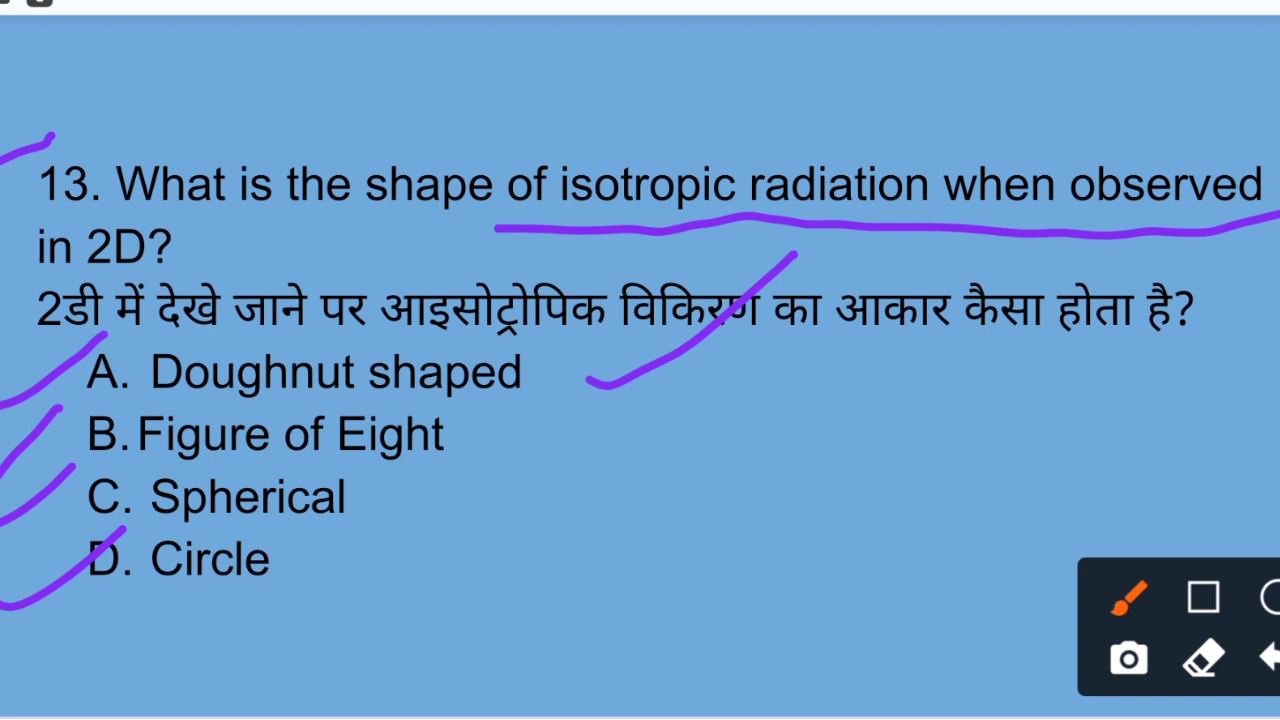 13. What is the shape of isotropic radiation when observed
in 2D?
2डी में देखे जाने पर आइसोट्रोपिक विकिरण का आकार कैसा होता है?
A. Doughnut shaped
B. Figure of Eight
C. Spherical
D. Circle